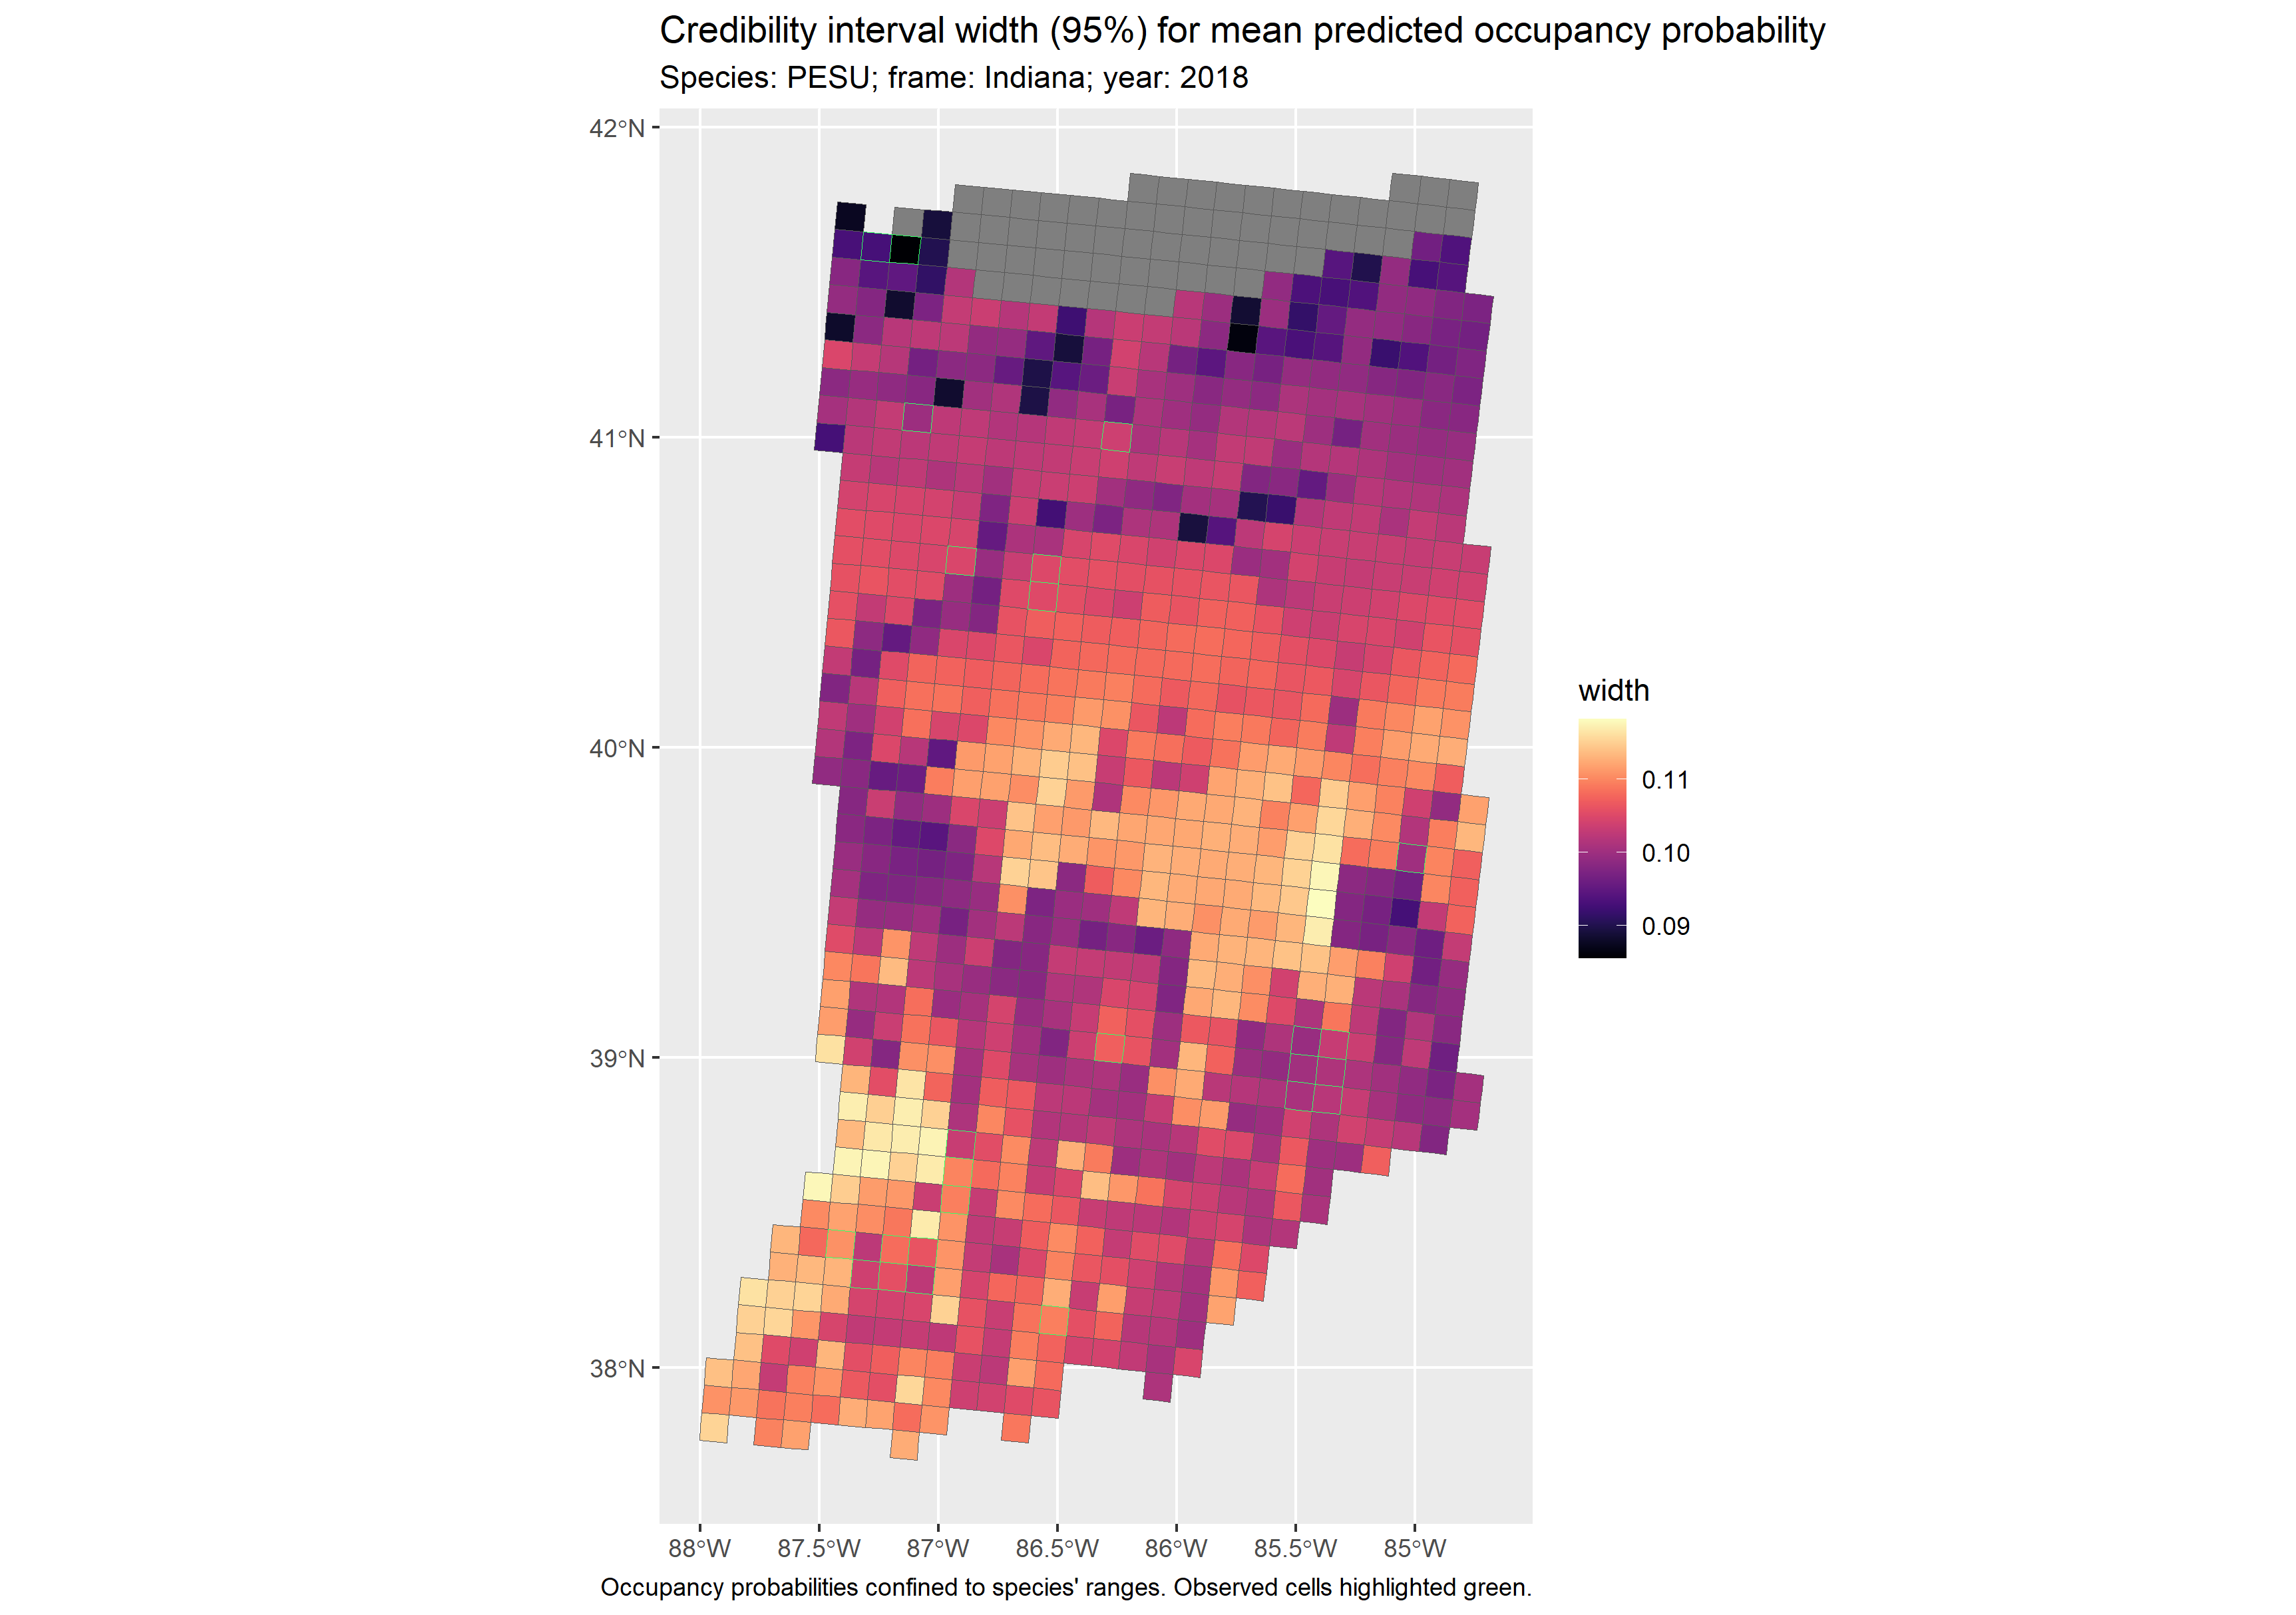 Credibility interval width (95%) for mean predicted occupancy probability
Species: PESU; frame: Indiana; year: 2018
42°N
41°N
40°N
39°N
38°N
width
0.11
0.10
0.09
88°W 87.5°W 87°W 86.5°W 86°W 85.5°W 85°W
Occupancy probabilities confined to species' ranges. Observed cells highlighted green.